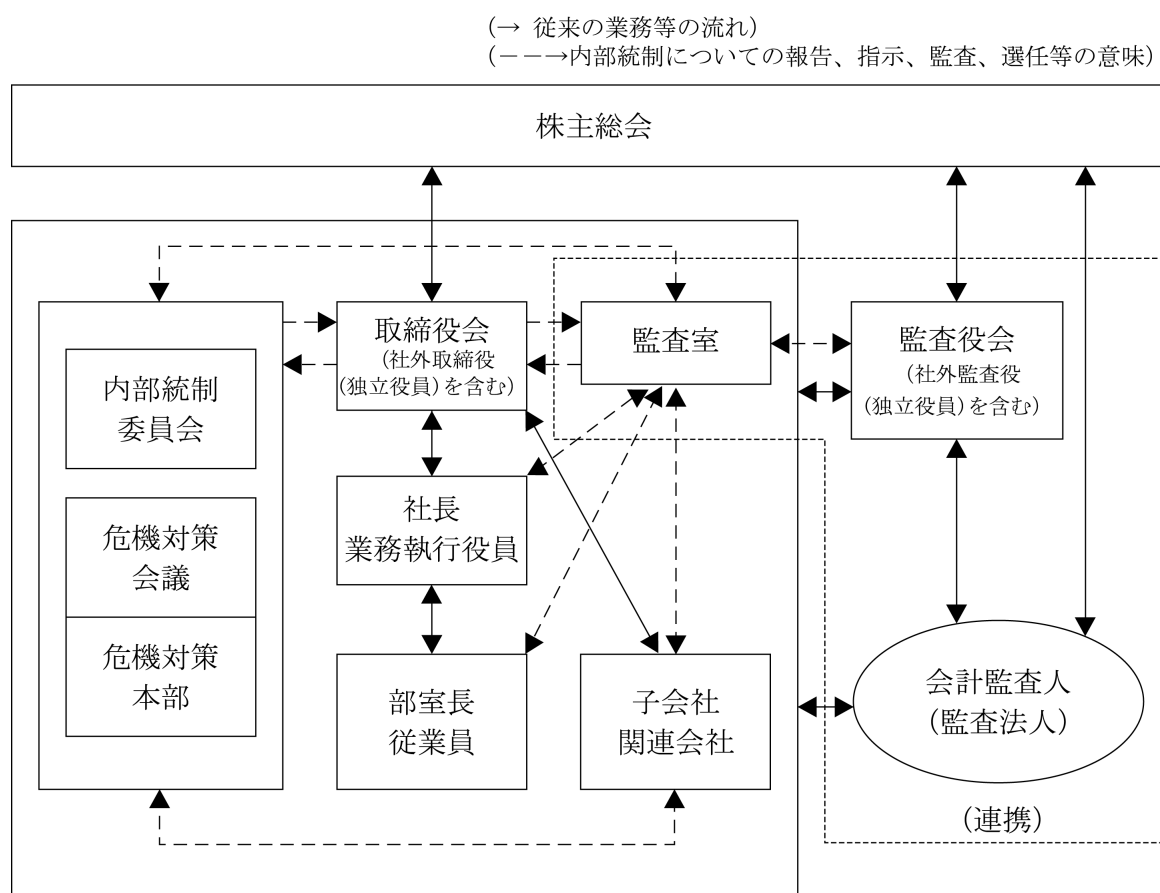 (→ 従来の業務等の流れ)
(－－→内部統制についての報告、指示、監査、選任等の意味)
株主総会
内部統制
委員会
危機対策
会議
危機対策
本部
取締役会
(社外取締役
(独立役員)を含む)
社長
業務執行役員
部室長
従業員
監査室
子会社
関連会社
監査役会
(社外監査役
(独立役員)を含む)
会計監査人
(監査法人)
(連携)